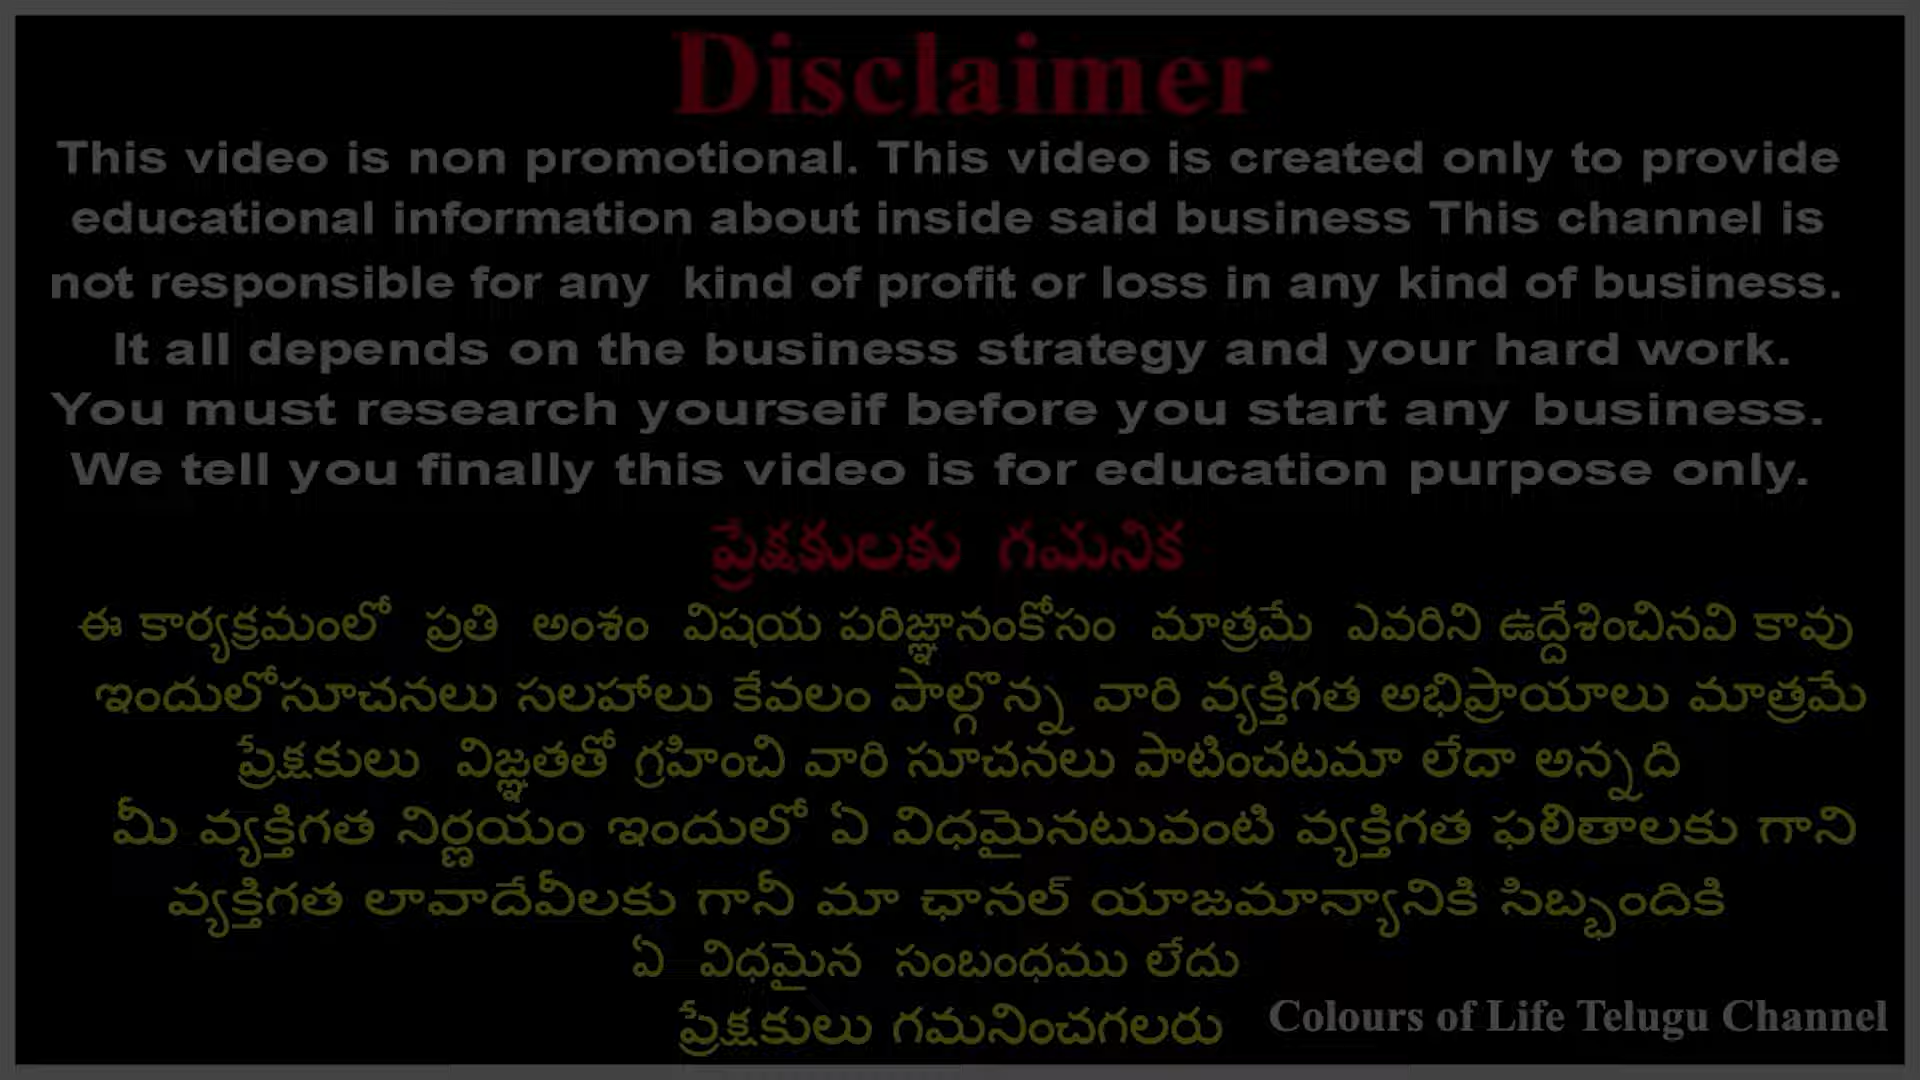 Disclaimer
This video is non promotional. This video is created only to provide
educational information about inside said business This channel is
not responsible for any kind of profit or loss in any kind of business.
It all depends on the business strategy and your hard work.
You must research yourseif before you start any business.
We tell you finally this video is for education purpose only.
ప్రేక్షకులకు గమనిక
ఈ కార్యక్రమంలో ప్రతి అంశం విషయ పరిజ్ఞానంకోసం మాత్రమే ఎవరిని ఉద్దేశించినవి కావు
ఇందులోసూచనలు సలహాలు కేవలం పాల్గొన్న వారి వ్యక్తిగత అభిప్రాయాలు మాత్రమే
ప్రేక్షకులు విజ్ఞతతో గ్రహించి వారి సూచనలు పాటించటమా లేదా అన్నది
మీ వ్యక్తిగత నిర్ణయం ఇందులో ఏ విధమైనటువంటి వ్యక్తిగత ఫలితాలకు గాని
వ్యక్తిగత లావాదేవీలకు గానీ మా ఛానల్ యాజమాన్యానికి సిబ్బందికి
ఏ విధమైన సంబంధము లేదు
ప్రేక్షకులు గమనించగలరు
Colours of Life Telugu Channel